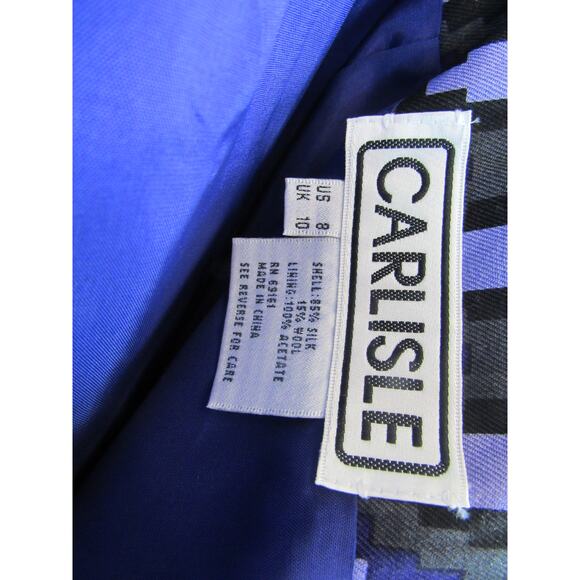 CARLISLE
US 8
UK 10
SHELL: 85% SILK
15% WOOL
LINING: 100% ACETATE
RN 69161
MADE IN CHINA
SEE REVERSE FOR CARE